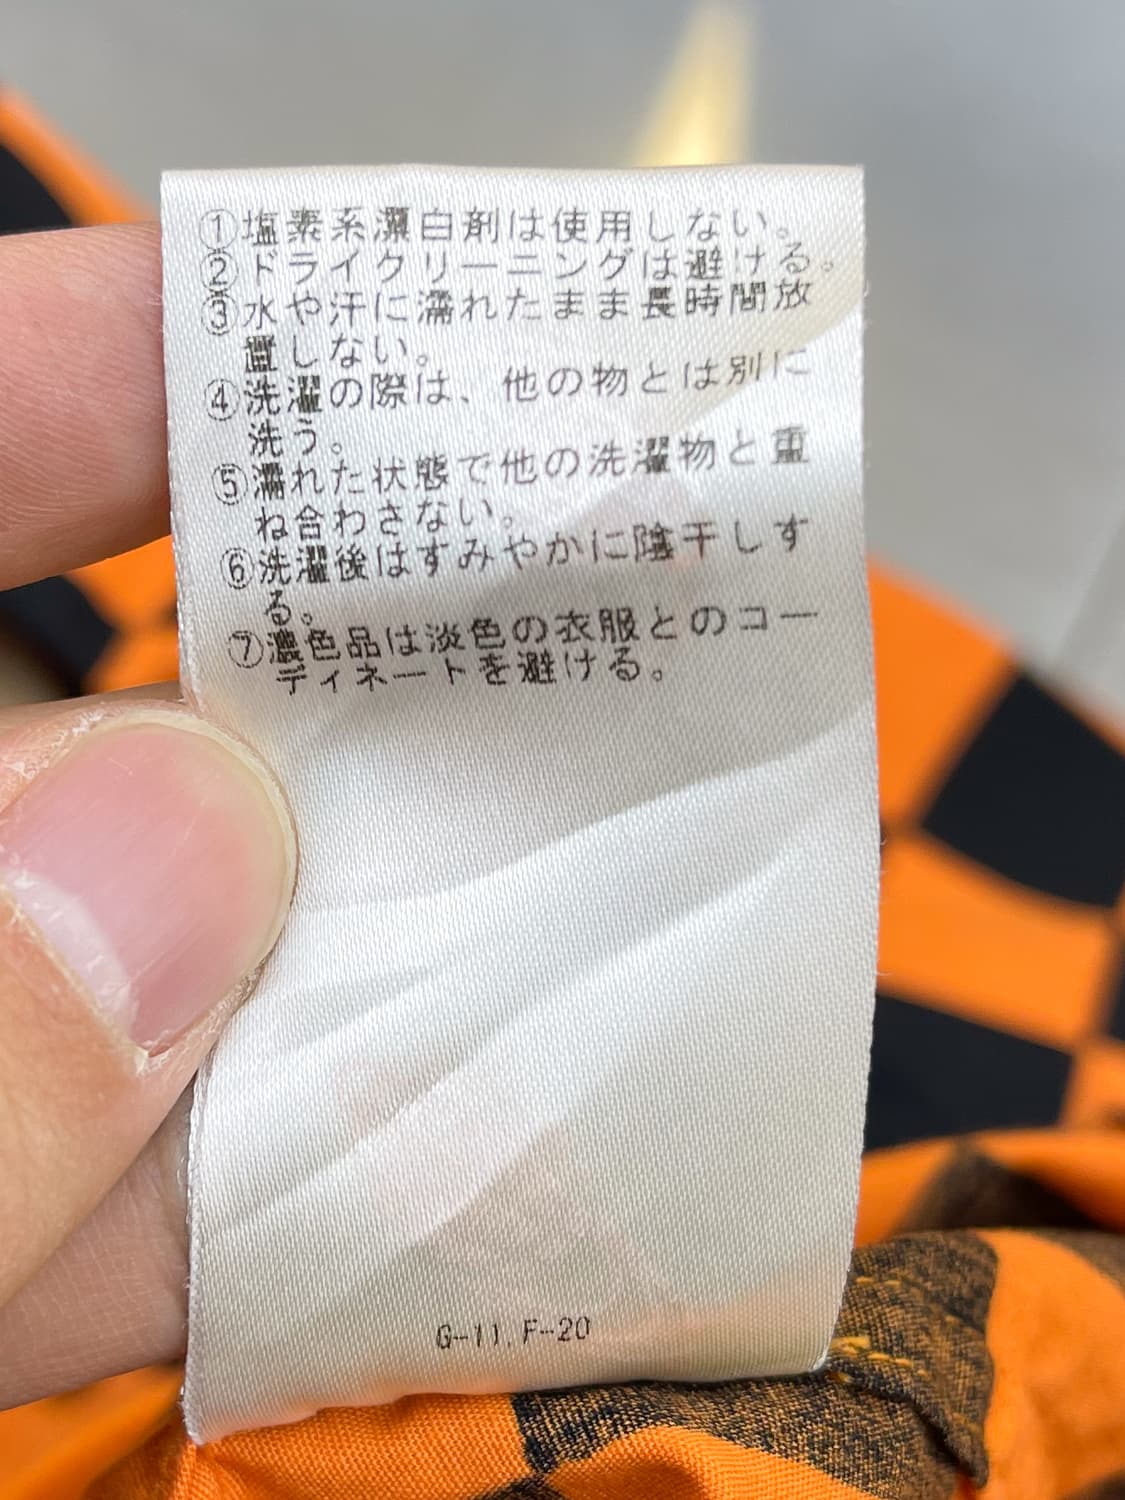 ①塩素系漂白剤は使用しない。
②ドライクリーニングは避ける。
③水や汗に濡れたまま長時間放
置しない。
④洗濯の際は、他の物とは別に
洗う。
⑤濡れた状態で他の洗濯物と重
ね合わさない。
⑥洗濯後はすみやかに陰干しす
る。
⑦濃色品は淡色の衣服とのコー
ディネートを避ける。
G-11.F-20